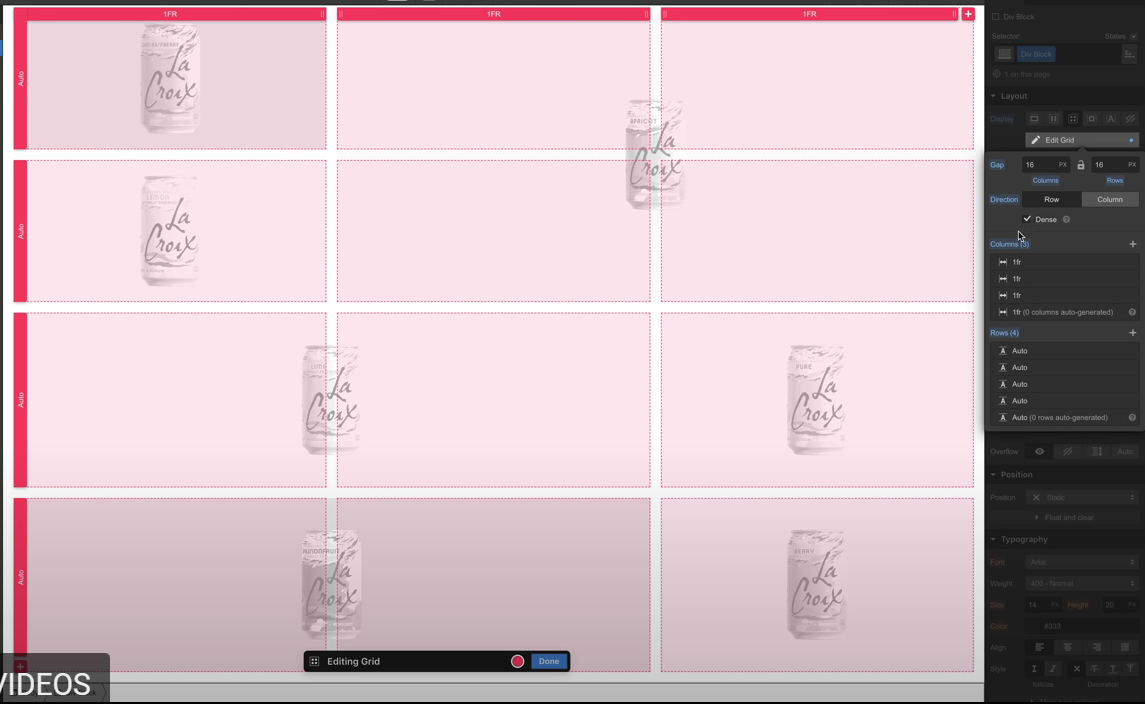 1FR 1FR 1FR
Auto
La
Croix
APRICOT
La
Croix
Auto
LEMON
La
Croix
Auto
LIME
La
Croix
PURE
La
Croix
Auto
La
Croix
BERRY
La
Croix
Editing Grid Done
VIDEOS
Div Block
Selector: States
Div Block
1 on this page
Layout
Display
Edit Grid
Gap 16 PX 16 PX
Columns Rows
Direction Row Column
Dense ?
Columns (3)
1fr
1fr
1fr
1fr (0 columns auto-generated) ?
Rows (4)
Auto
Auto
Auto
Auto
Auto (0 rows auto-generated) ?
Overflow Auto
Position
Position Static
Float and clear
Typography
Font Arial
Weight 400 - Normal
Size 14 PX Height 20 PX
Color #333
Align
Style
Italicize Decoration